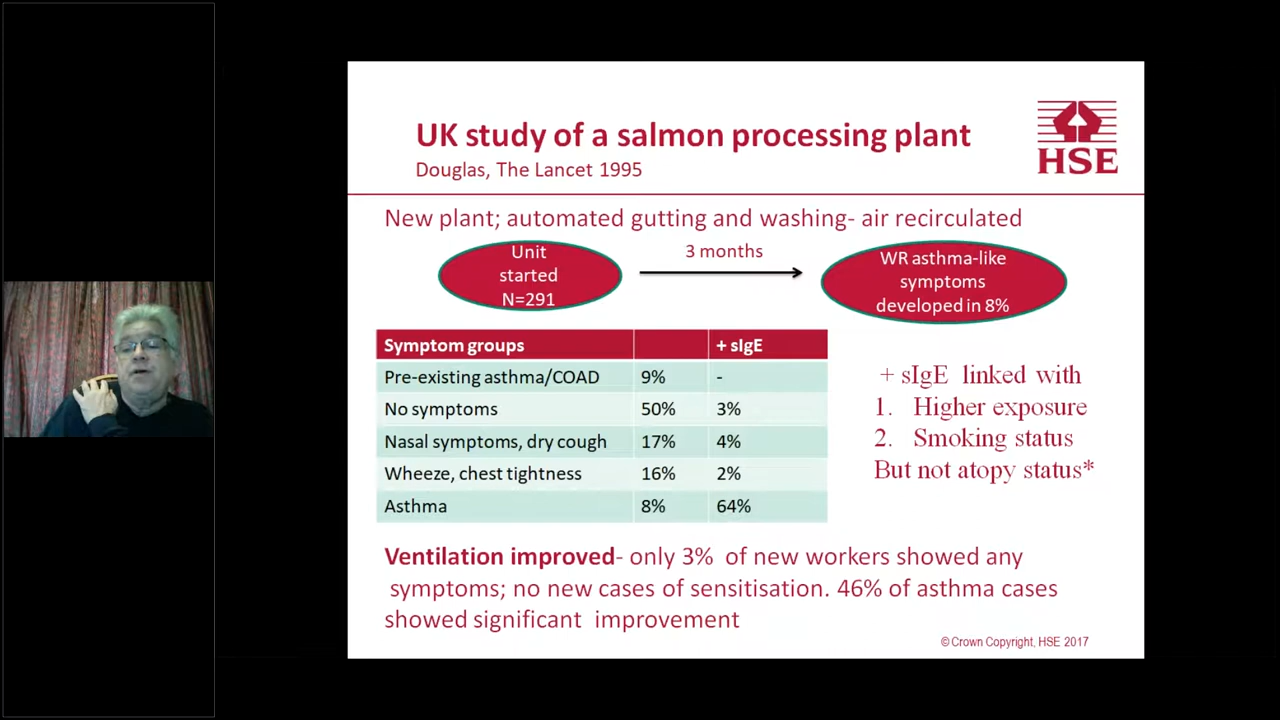 UK study of a salmon processing plant
Douglas, The Lancet 1995
HSE
New plant; automated gutting and washing- air recirculated
Unit
started
N=291
3 months
WR asthma-like
symptoms
developed in 8%
Symptom groups + sIgE
Pre-existing asthma/COAD 9% -
No symptoms 50% 3%
Nasal symptoms, dry cough 17% 4%
Wheeze, chest tightness 16% 2%
Asthma 8% 64%
+ sIgE linked with
1. Higher exposure
2. Smoking status
But not atopy status*
Ventilation improved- only 3% of new workers showed any
symptoms; no new cases of sensitisation. 46% of asthma cases
showed significant improvement
© Crown Copyright, HSE 2017